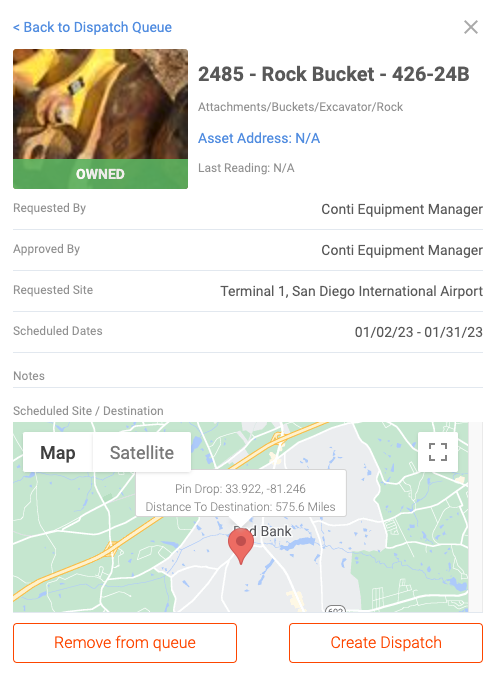 < Back to Dispatch Queue
2485 - Rock Bucket - 426-24B
Attachments/Buckets/Excavator/Rock
Asset Address: N/A
Last Reading: N/A
OWNED
Requested By Conti Equipment Manager
Approved By Conti Equipment Manager
Requested Site Terminal 1, San Diego International Airport
Scheduled Dates 01/02/23 - 01/31/23
Notes
Scheduled Site / Destination
Map Satellite
Pin Drop: 33.922, -81.246
Distance To Destination: 575.6 Miles
Red Bank
602
Remove from queue Create Dispatch